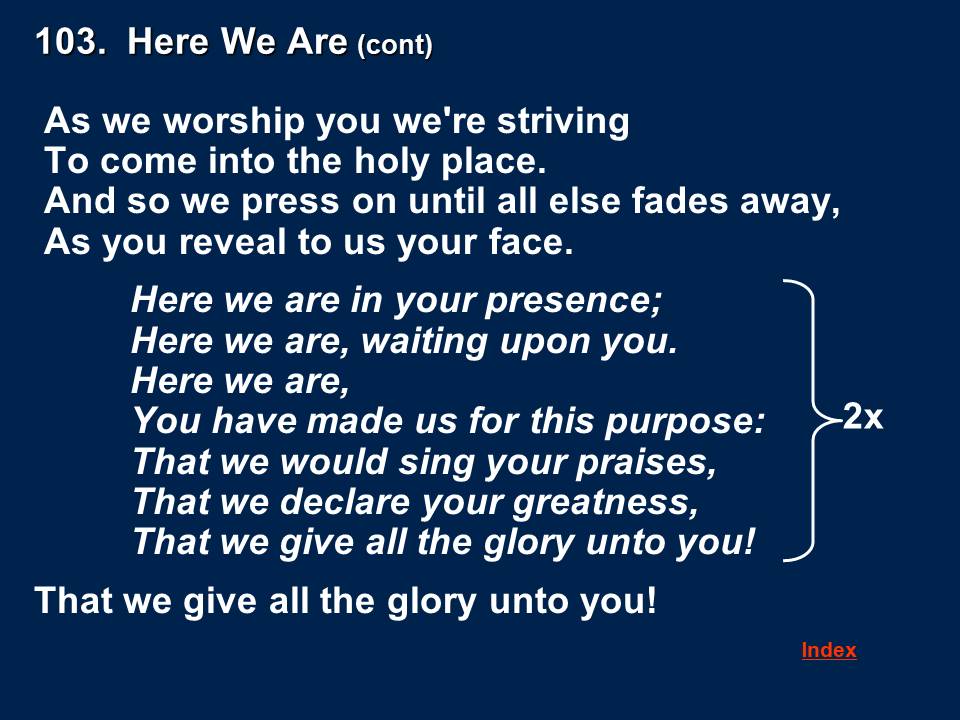 103. Here We Are (cont)
As we worship you we're striving
To come into the holy place.
And so we press on until all else fades away,
As you reveal to us your face.
Here we are in your presence;
Here we are, waiting upon you.
Here we are,
You have made us for this purpose:
That we would sing your praises,
That we declare your greatness,
That we give all the glory unto you!
2x
That we give all the glory unto you!
Index